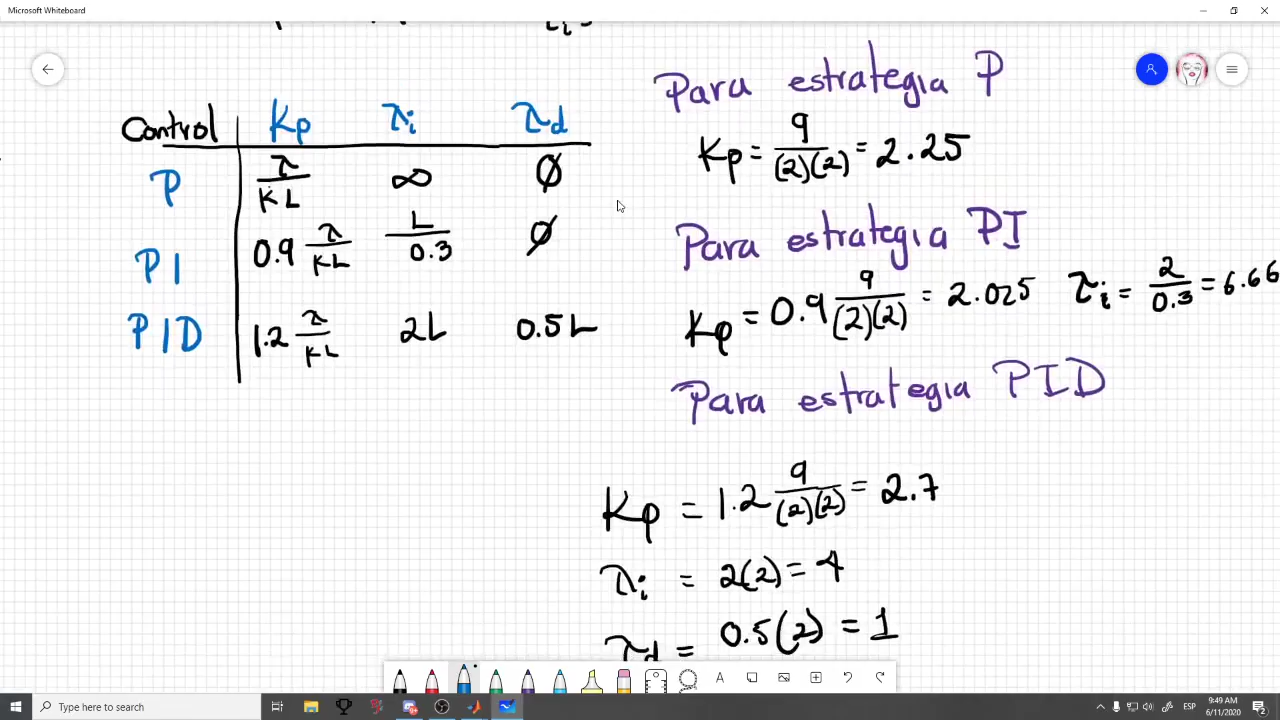 Microsoft Whiteboard
Control Kp τi τd
P τ/KL ∞ ∅
PI 0.9 τ/KL L/0.3 ∅
PID 1.2 τ/KL 2L 0.5L
Para estrategia P
Kp = 9/(2)(2) = 2.25
Para estrategia PI
Kp = 0.9 9/(2)(2) = 2.025 τi = 2/0.3 = 6.66
Para estrategia PID
Kp = 1.2 9/(2)(2) = 2.7
τi = 2(2) = 4
τd = 0.5(2) = 1
Type here to search
ESP
9:49 AM
6/11/2020